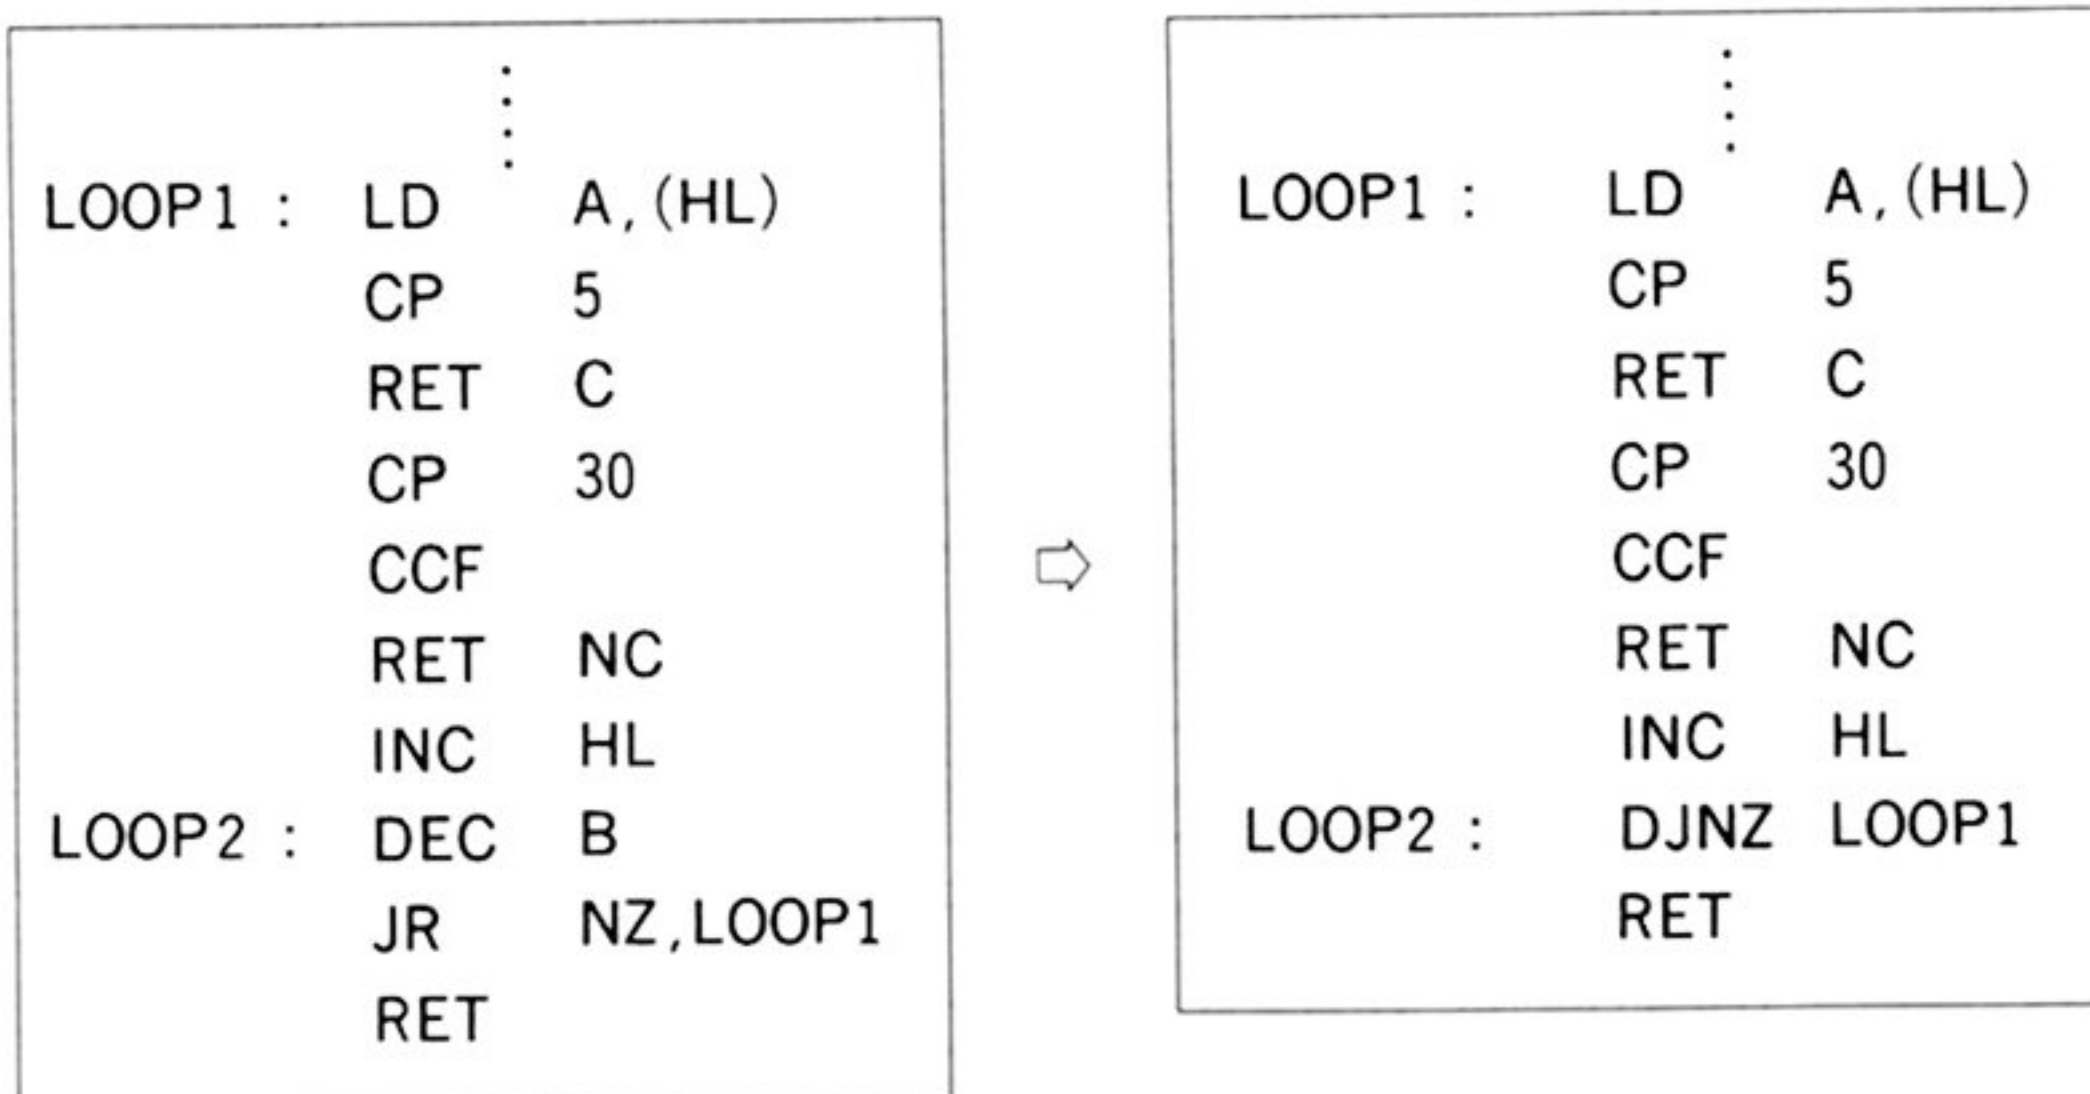 LOOP1 : LD A,(HL)
CP 5
RET C
CP 30
CCF
RET NC
INC HL
LOOP2 : DEC B
JR NZ,LOOP1
RET
LOOP1 : LD A,(HL)
CP 5
RET C
CP 30
CCF
RET NC
INC HL
LOOP2 : DJNZ LOOP1
RET